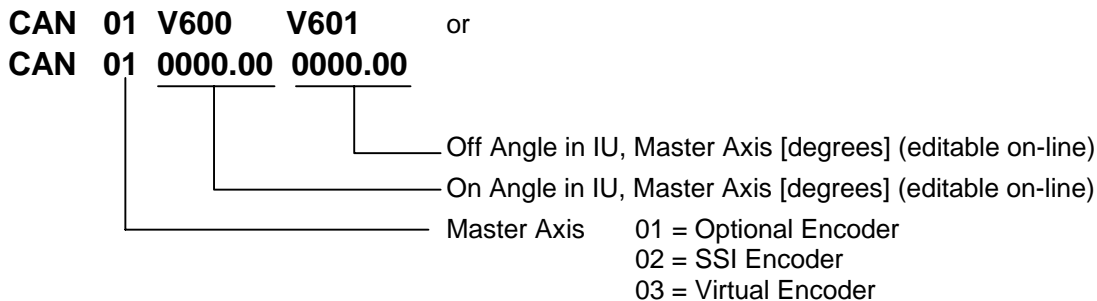 CAN 01 V600 V601 or
CAN 01 0000.00 0000.00
Off Angle in IU, Master Axis [degrees] (editable on-line)
On Angle in IU, Master Axis [degrees] (editable on-line)
Master Axis 01 = Optional Encoder
02 = SSI Encoder
03 = Virtual Encoder